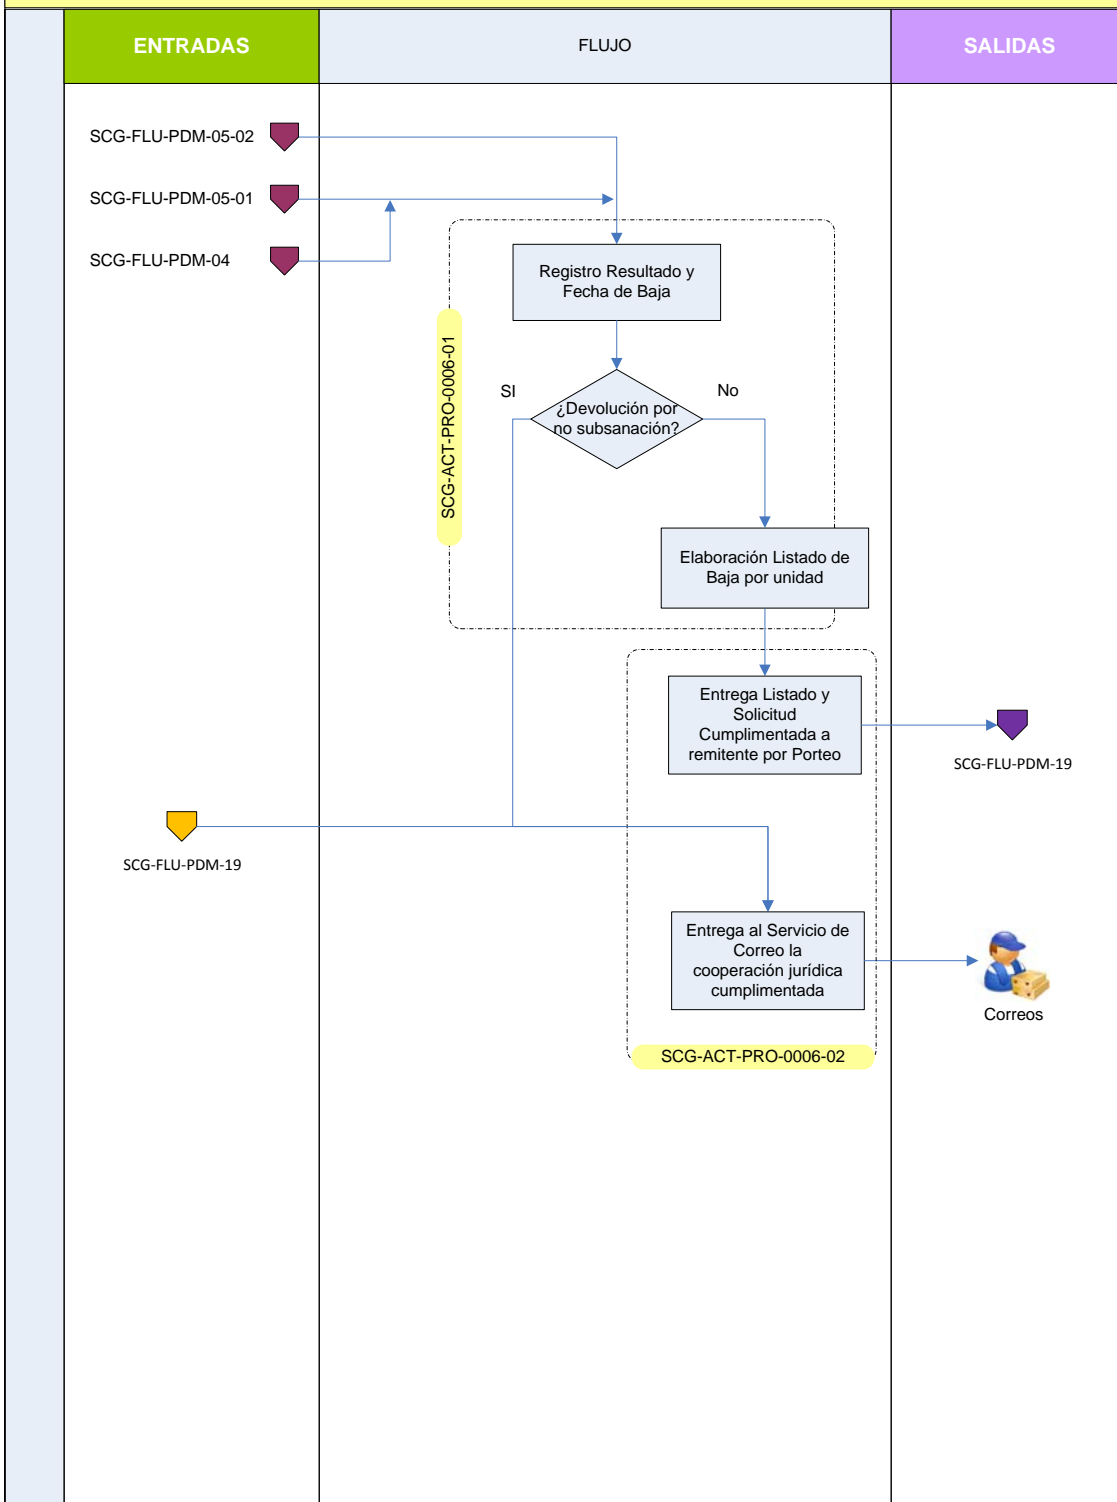 ENTRADAS
FLUJO
SALIDAS
SCG-FLU-PDM-05-02
SCG-FLU-PDM-05-01
SCG-FLU-PDM-04
Registro Resultado y
Fecha de Baja
SCG-ACT-PRO-0006-01
SI
No
¿Devolución por
no subsanación?
Elaboración Listado de
Baja por unidad
Entrega Listado y
Solicitud
Cumplimentada a
remitente por Porteo
SCG-FLU-PDM-19
SCG-FLU-PDM-19
Entrega al Servicio de
Correo la
cooperación jurídica
cumplimentada
Correos
SCG-ACT-PRO-0006-02